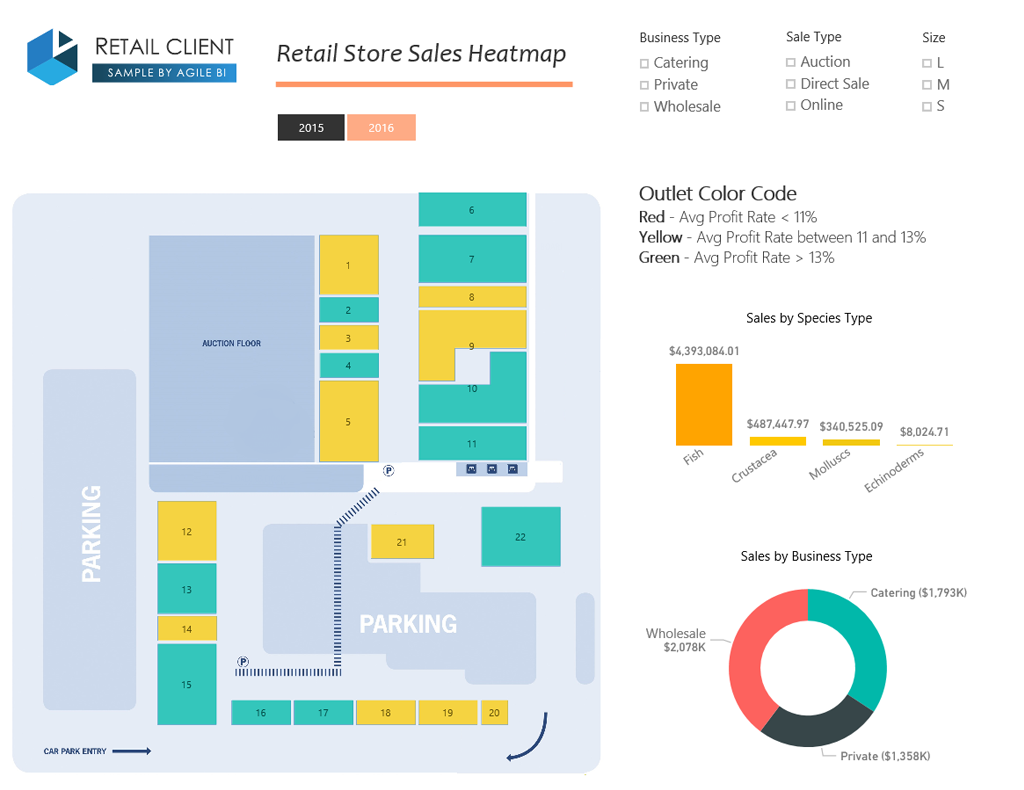 RETAIL CLIENT
SAMPLE BY AGILE BI
Retail Store Sales Heatmap
2015 2016
Business Type
Catering
Private
Wholesale
Sale Type
Auction
Direct Sale
Online
Size
L
M
S
6
7
8
9
10
11
1
2
3
4
5
AUCTION FLOOR
P
PARKING
12
13
14
15
21
22
PARKING
P
16 17 18 19 20
CAR PARK ENTRY
Outlet Color Code
Red - Avg Profit Rate < 11%
Yellow - Avg Profit Rate between 11 and 13%
Green - Avg Profit Rate > 13%
Sales by Species Type
$4,393,084.01
$487,447.97
$340,525.09
$8,024.71
Fish
Crustacea
Molluscs
Echinoderms
Sales by Business Type
Catering ($1,793K)
Wholesale
$2,078K
Private ($1,358K)